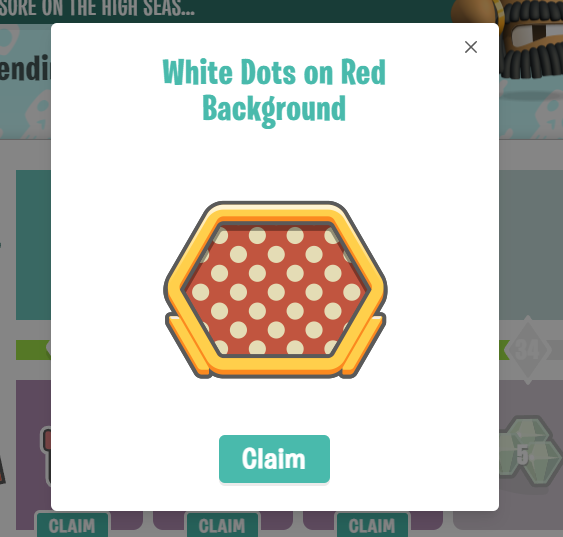 SURE ON THE HIGH SEAS...
White Dots on Red
Background
34
5
Claim
CLAIM
CLAIM
CLAIM